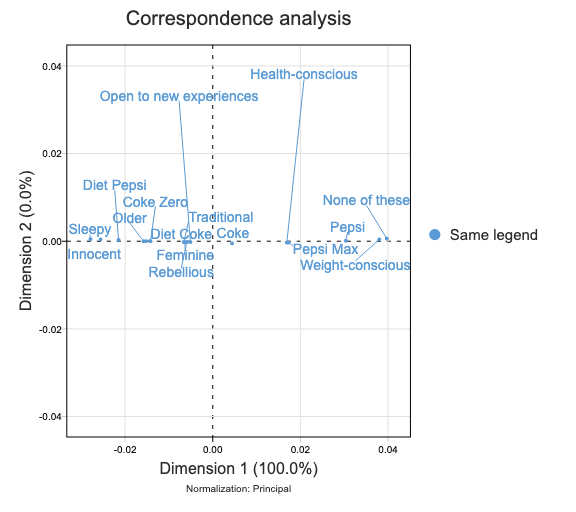 Correspondence analysis
Health-conscious
Open to new experiences
Diet Pepsi
Coke Zero
None of these
Older
Traditional
Sleepy
Diet Coke
Coke
Pepsi
Innocent
Feminine
Pepsi Max
Rebellious
Weight-conscious
Same legend
Dimension 2 (0.0%)
0.04
0.02
0.00
-0.02
-0.04
-0.02
0.00
0.02
0.04
Dimension 1 (100.0%)
Normalization: Principal